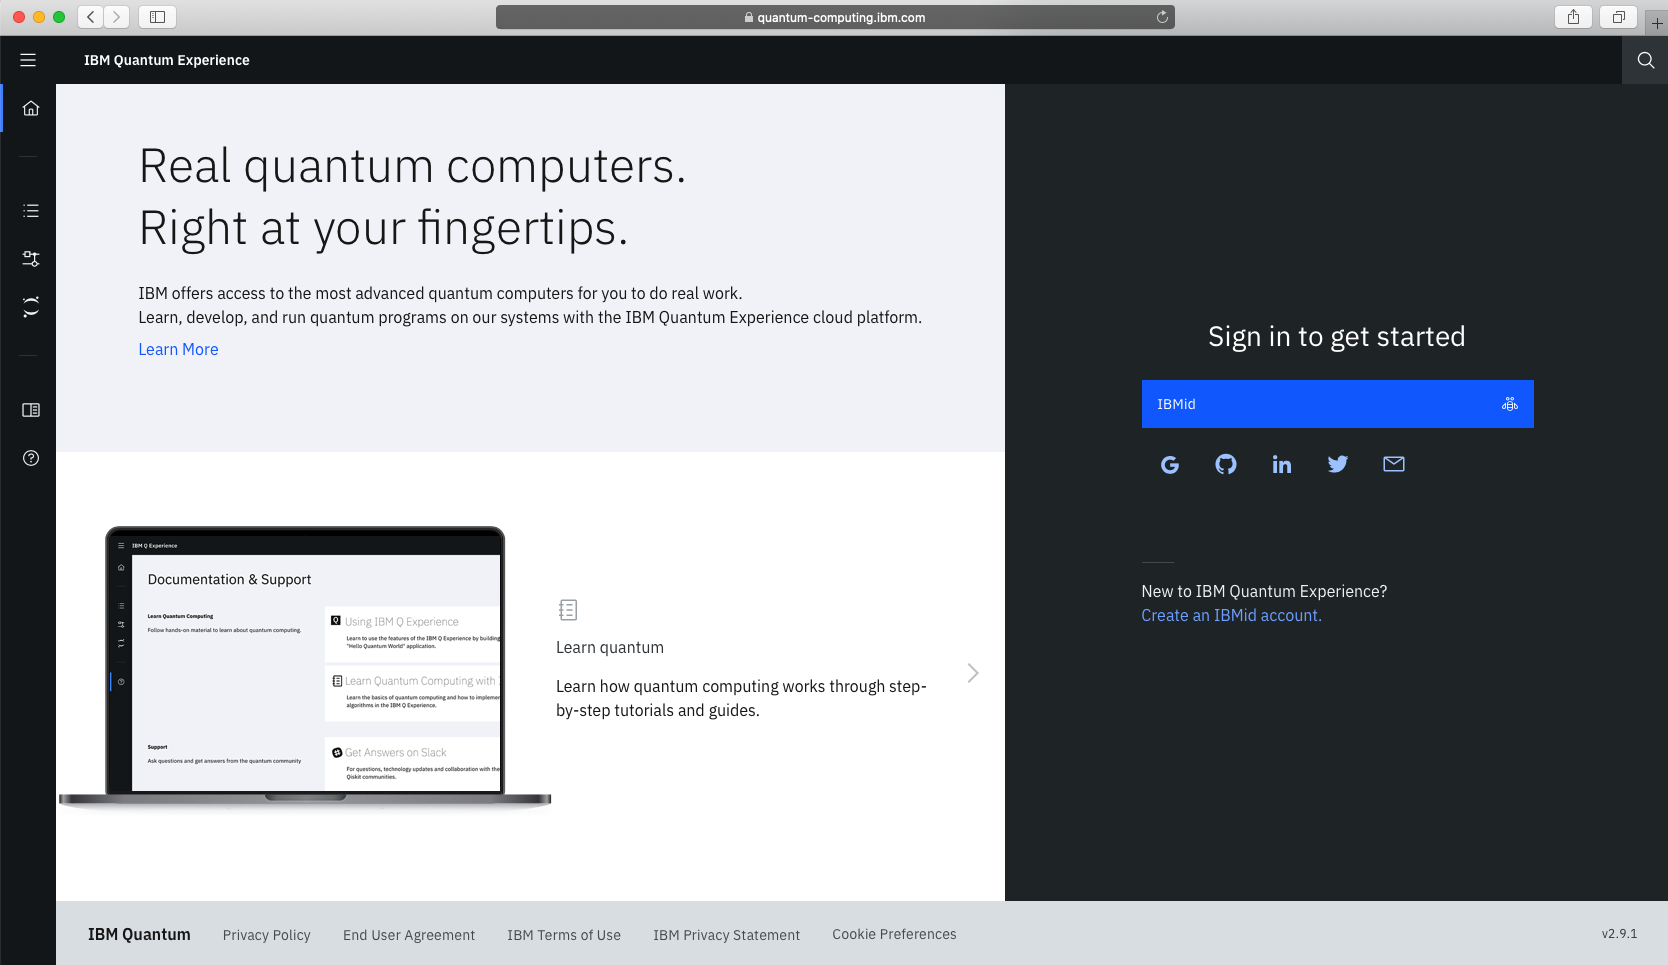 quantum-computing.ibm.com
IBM Quantum Experience
Real quantum computers.
Right at your fingertips.
IBM offers access to the most advanced quantum computers for you to do real work.
Learn, develop, and run quantum programs on our systems with the IBM Quantum Experience cloud platform.
Learn More
Sign in to get started
IBMid
New to IBM Quantum Experience?
Create an IBMid account.
IBM Q Experience
Documentation & Support
Learn Quantum Computing
Follow hands-on material to learn about quantum computing.
Using IBM Q Experience
Learn to use the features of the IBM Q Experience by building
"Hello Quantum World" application.
Learn Quantum Computing with
Learn the basics of quantum computing and how to implement
algorithms in the IBM Q Experience.
Support
Ask questions and get answers from the quantum community
Get Answers on Slack
For questions, technology updates and collaboration with the
Qiskit communities.
Learn quantum
Learn how quantum computing works through step-
by-step tutorials and guides.
IBM Quantum
Privacy Policy
End User Agreement
IBM Terms of Use
IBM Privacy Statement
Cookie Preferences
v2.9.1